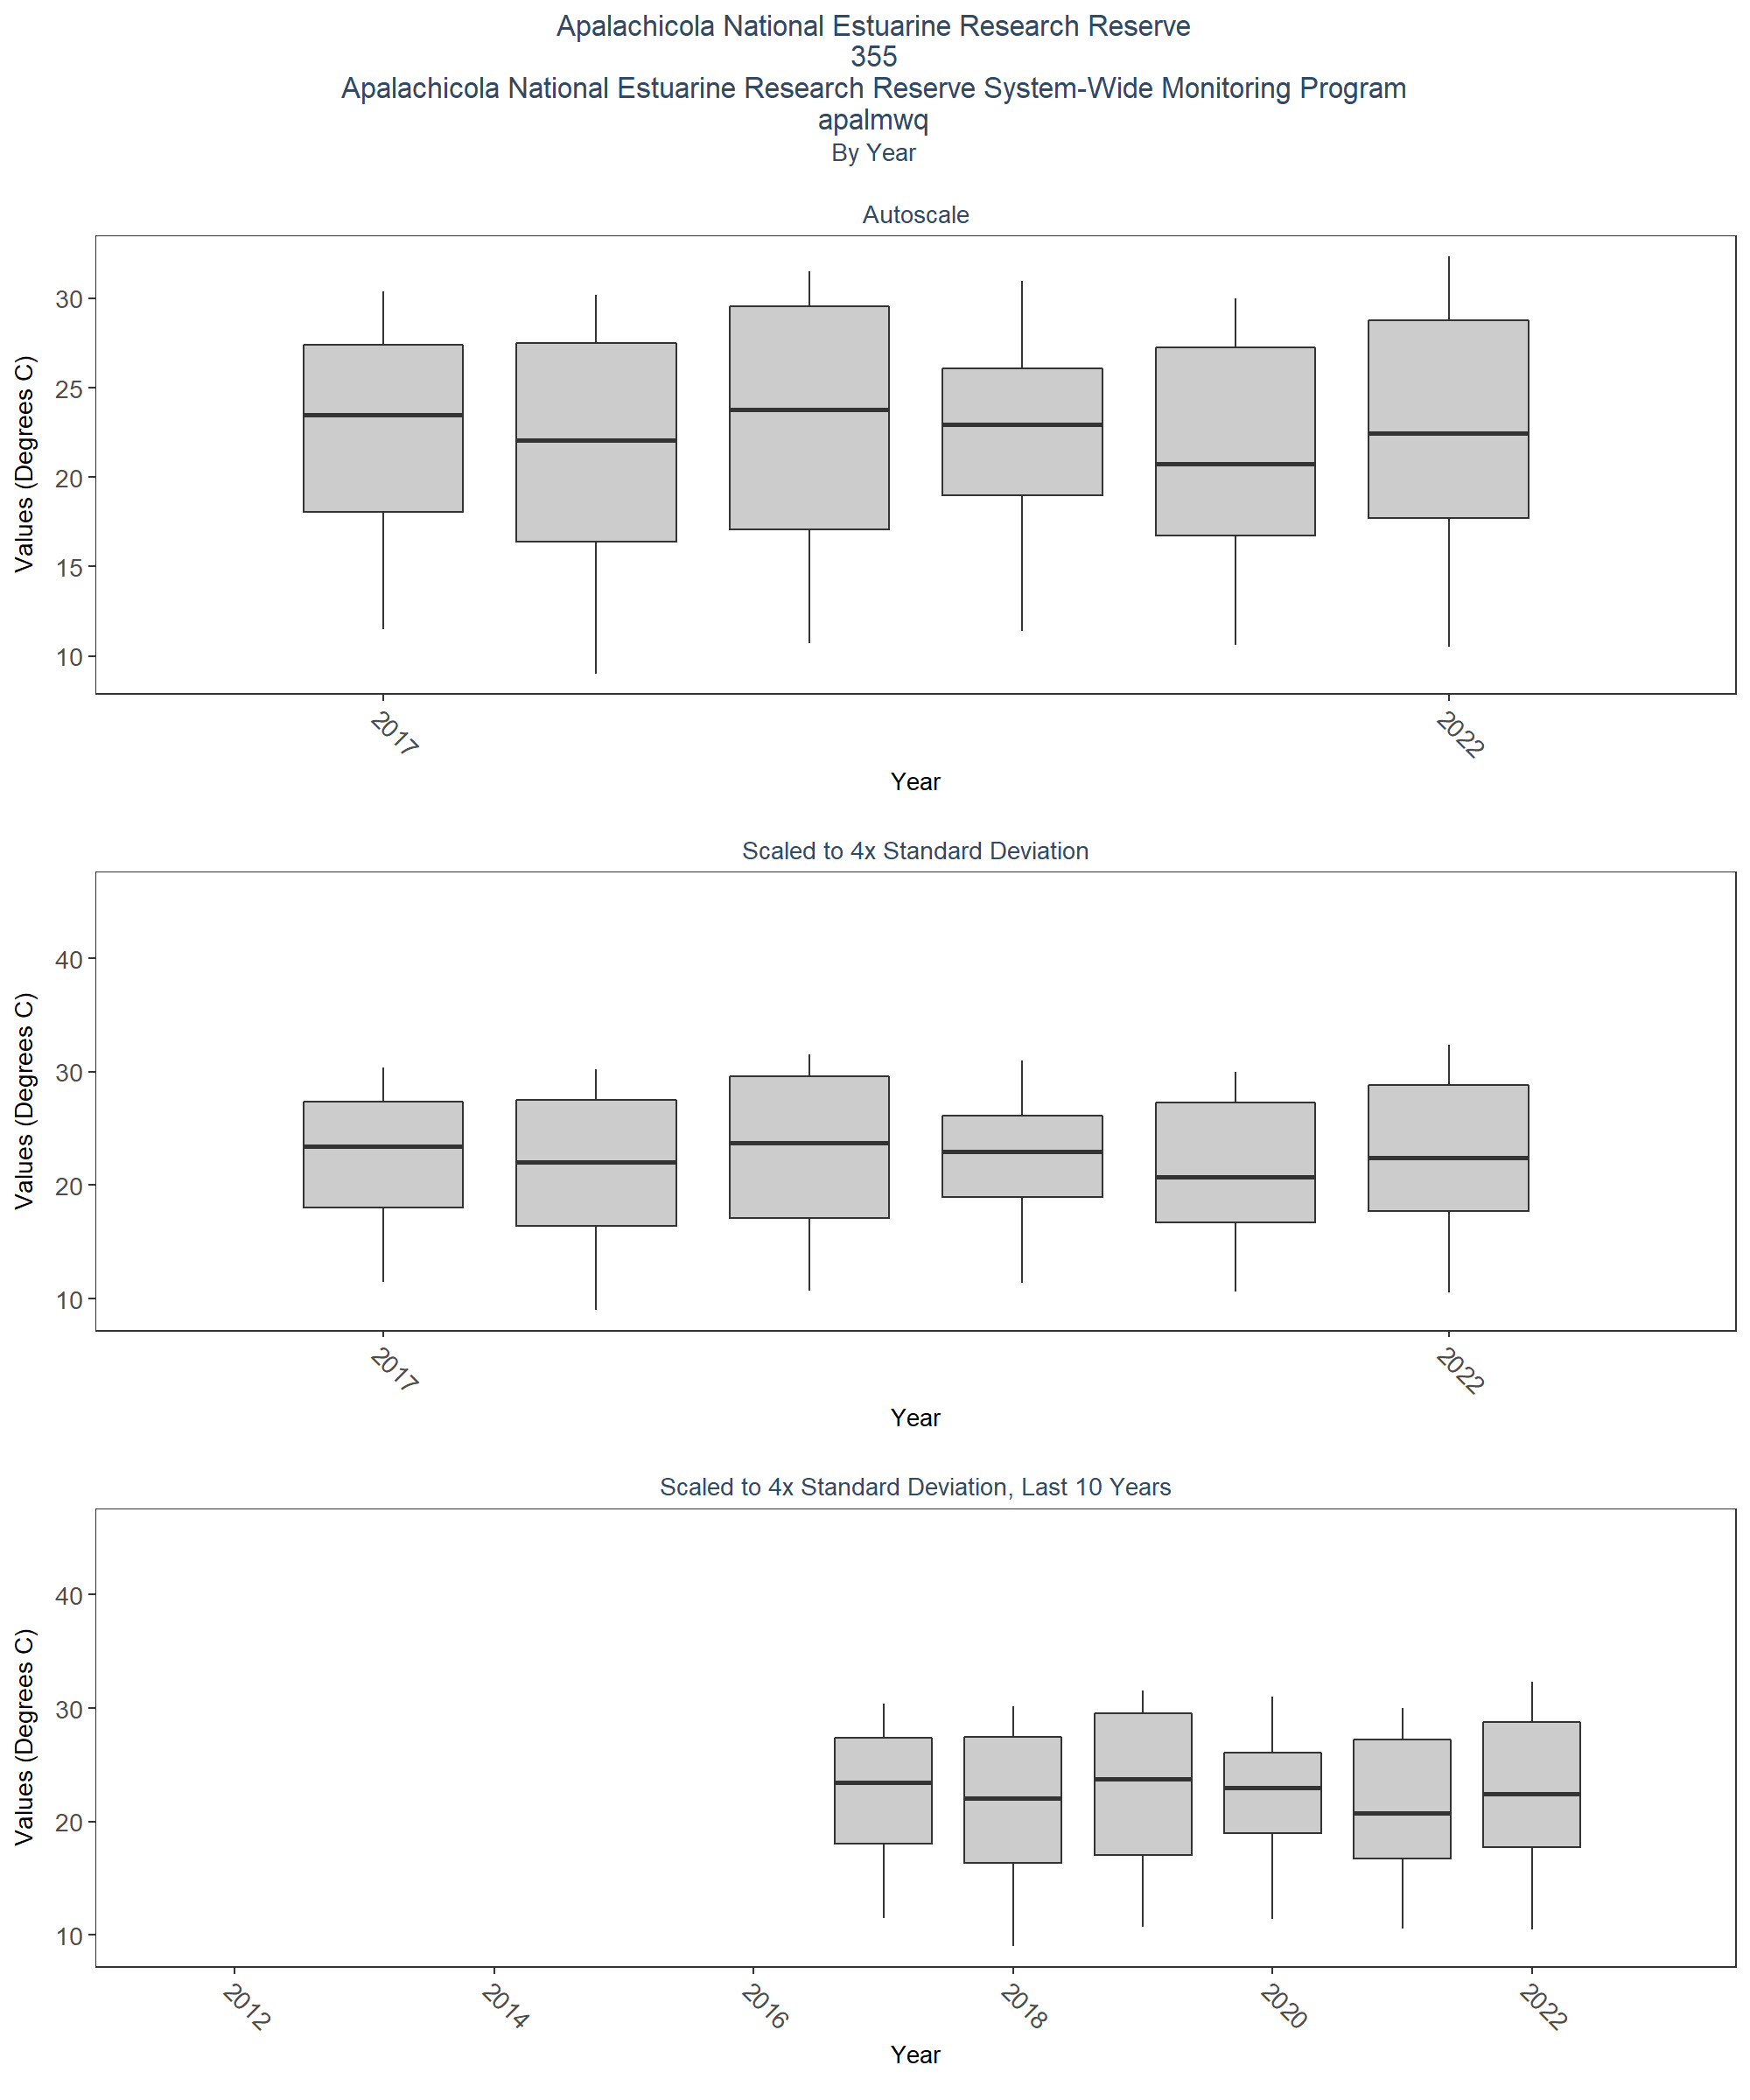 Apalachicola National Estuarine Research Reserve
355
Apalachicola National Estuarine Research Reserve System-Wide Monitoring Program
apalmwq
By Year
Autoscale
Values (Degrees C)
30
25
20
15
10
2017
2022
Year
Scaled to 4x Standard Deviation
Values (Degrees C)
40
30
20
10
2017
2022
Year
Scaled to 4x Standard Deviation, Last 10 Years
Values (Degrees C)
40
30
20
10
2012
2014
2016
2018
2020
2022
Year